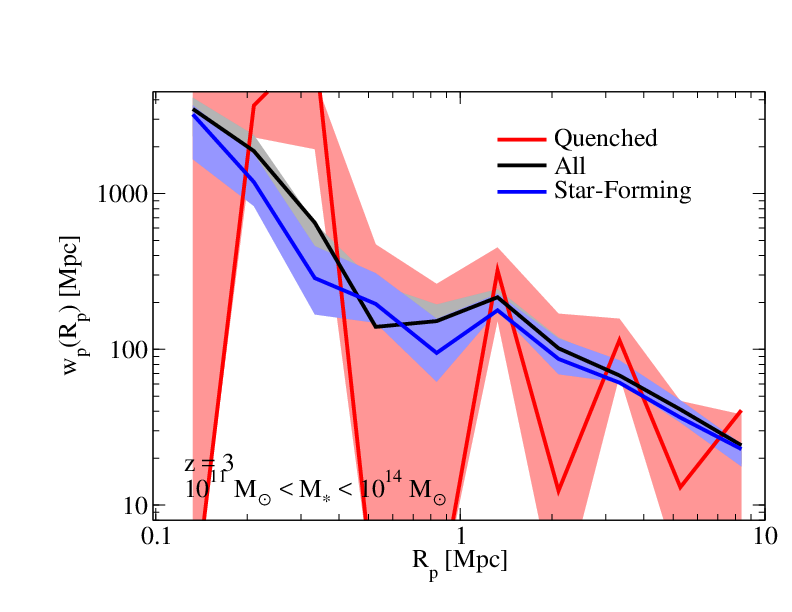 Quenched
All
Star-Forming
1000
100
10
w_p(R_p) [Mpc]
z = 3
10^11 M_⊙ < M_* < 10^14 M_⊙
0.1 1 10
R_p [Mpc]